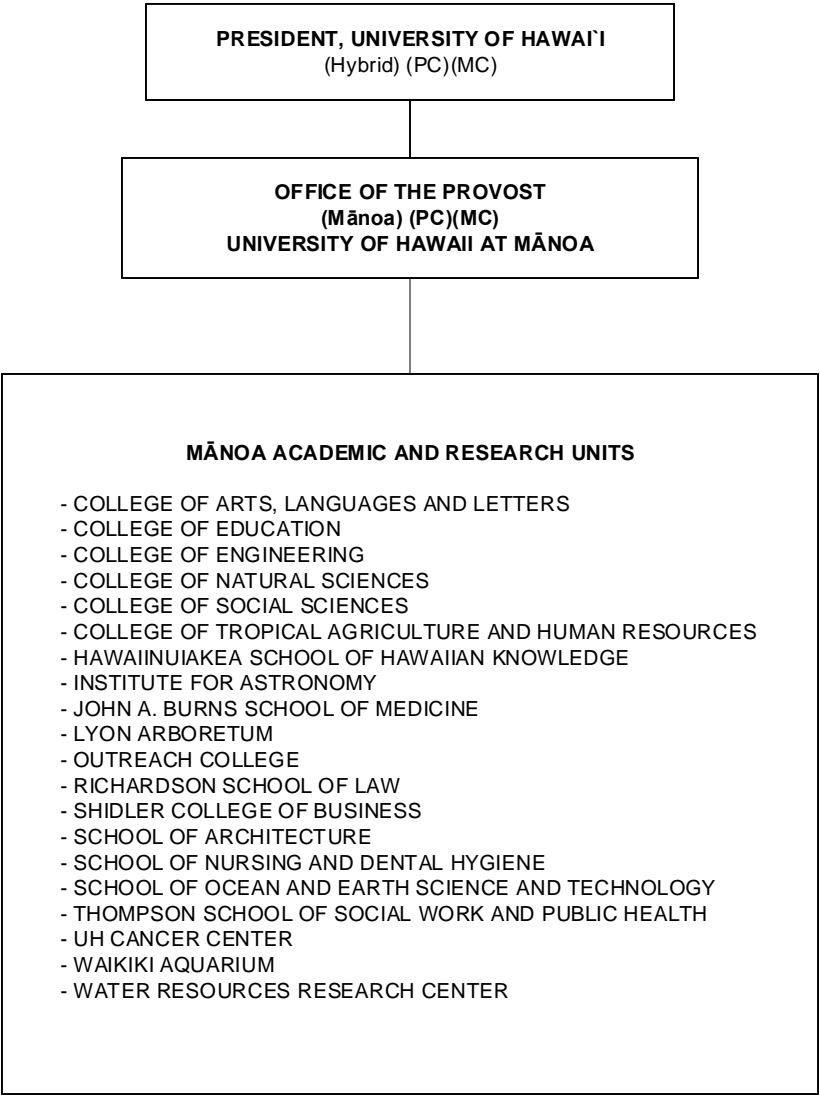 PRESIDENT, UNIVERSITY OF HAWAI`I
(Hybrid) (PC)(MC)
OFFICE OF THE PROVOST
(Mānoa) (PC)(MC)
UNIVERSITY OF HAWAII AT MĀNOA
MĀNOA ACADEMIC AND RESEARCH UNITS
- COLLEGE OF ARTS, LANGUAGES AND LETTERS
- COLLEGE OF EDUCATION
- COLLEGE OF ENGINEERING
- COLLEGE OF NATURAL SCIENCES
- COLLEGE OF SOCIAL SCIENCES
- COLLEGE OF TROPICAL AGRICULTURE AND HUMAN RESOURCES
- HAWAIINUIAKEA SCHOOL OF HAWAIIAN KNOWLEDGE
- INSTITUTE FOR ASTRONOMY
- JOHN A. BURNS SCHOOL OF MEDICINE
- LYON ARBORETUM
- OUTREACH COLLEGE
- RICHARDSON SCHOOL OF LAW
- SHIDLER COLLEGE OF BUSINESS
- SCHOOL OF ARCHITECTURE
- SCHOOL OF NURSING AND DENTAL HYGIENE
- SCHOOL OF OCEAN AND EARTH SCIENCE AND TECHNOLOGY
- THOMPSON SCHOOL OF SOCIAL WORK AND PUBLIC HEALTH
- UH CANCER CENTER
- WAIKIKI AQUARIUM
- WATER RESOURCES RESEARCH CENTER